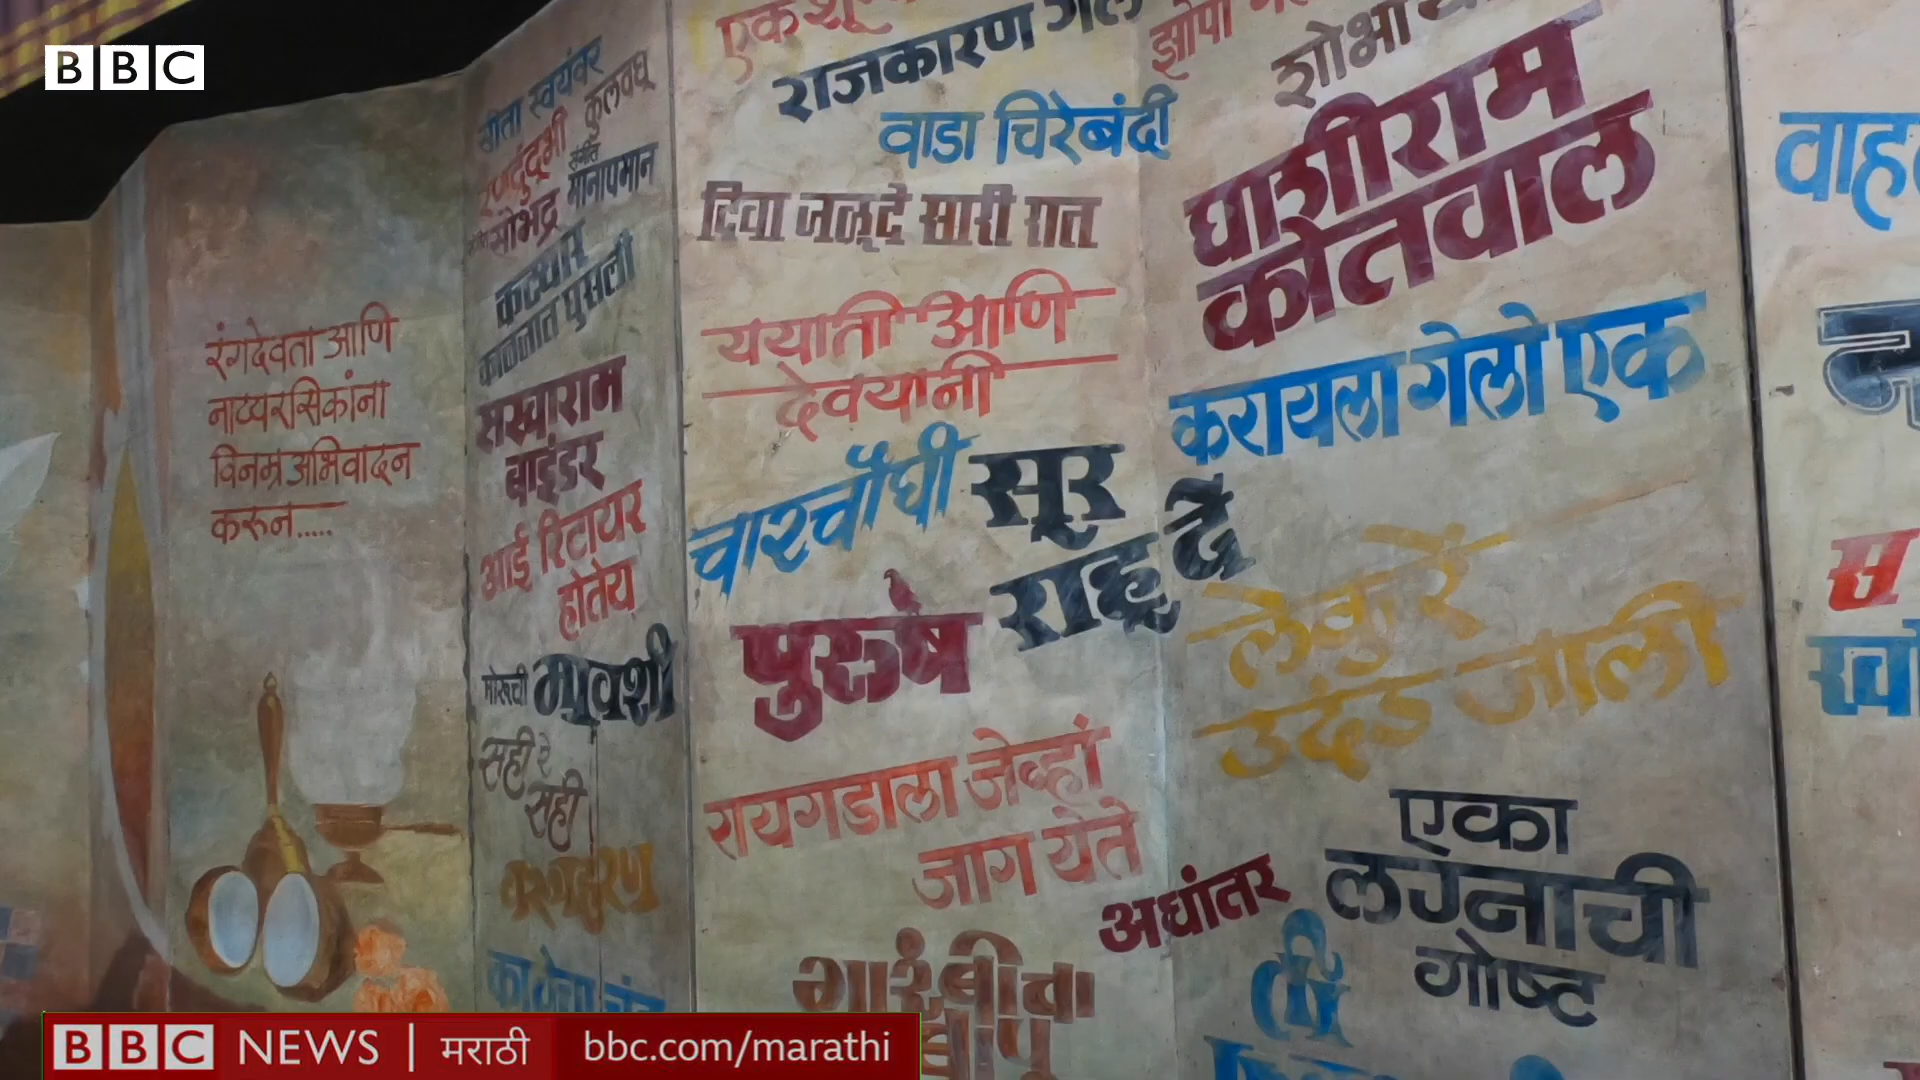 BBC
रंगदेवता आणि
नाट्यरसिकांना
विनम्र अभिवादन
करून.....
सीता स्वयंवर
कुलवधू
रणदुंदूभी
संगीत
सौभद्र
मानापमान
कट्यार
काळजात घुसली
सखाराम
बाइंडर
आई रिटायर
होतेय
मोरूची मावशी
सही रे
सही
वस्त्रहरण
राजकारण गेलं
वाडा चिरेबंदी
दिवा जळूदे सारी रात
ययाती आणि
देवयानी
चारचौघी
सूर
राहू दे
पुरुष
रायगडाला जेव्हां
जाग येते
अधांतर
गारंबीचा
बापू
झोपी
शोभा
घाशीराम
कोतवाल
करायला गेलो एक
लेकुरें
उदंड जाली
एका
लग्नाची
गोष्ट
ती
BBC NEWS | मराठी bbc.com/marathi